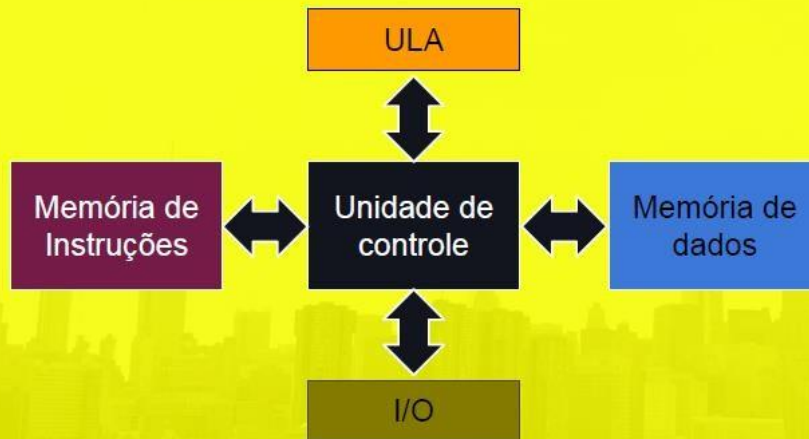 ULA
Memória de
Instruções
Unidade de
controle
Memória de
dados
I/O